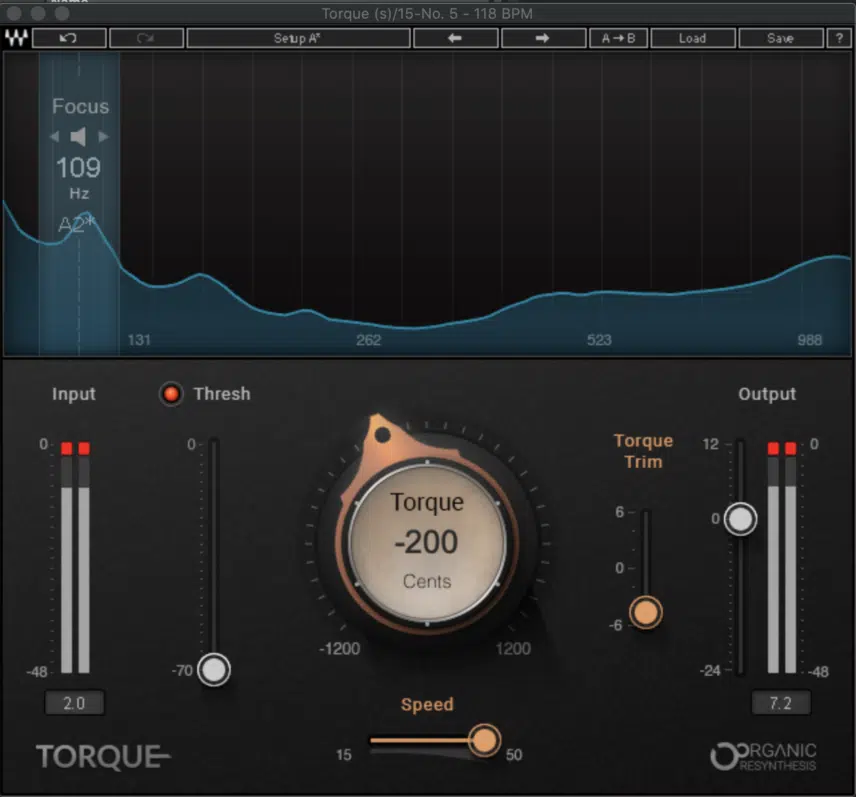 Torque (s)/15-No. 5 - 118 BPM
Setup A*
A➔B
Load
Save
?
Focus
109
Hz
A2*
131
262
523
988
Input
Thresh
Output
0
0
Torque
Trim
12
0
6
0
0
Torque
-200
Cents
-6
-48
-70
-1200
1200
-24
-48
2.0
Speed
7.2
15
50
TORQUE
ORGANIC
RESYNTHESIS